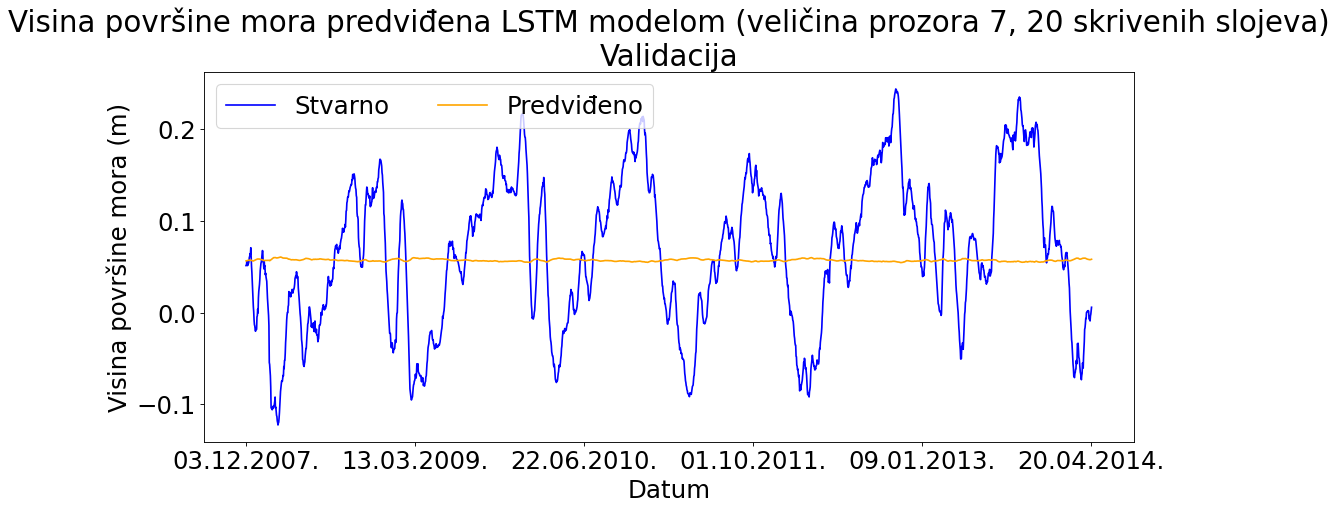 Visina površine mora predviđena LSTM modelom (veličina prozora 7, 20 skrivenih slojeva)
Validacija
Stvarno Predviđeno
Visina površine mora (m)
0.2
0.1
0.0
−0.1
03.12.2007. 13.03.2009. 22.06.2010. 01.10.2011. 09.01.2013. 20.04.2014.
Datum